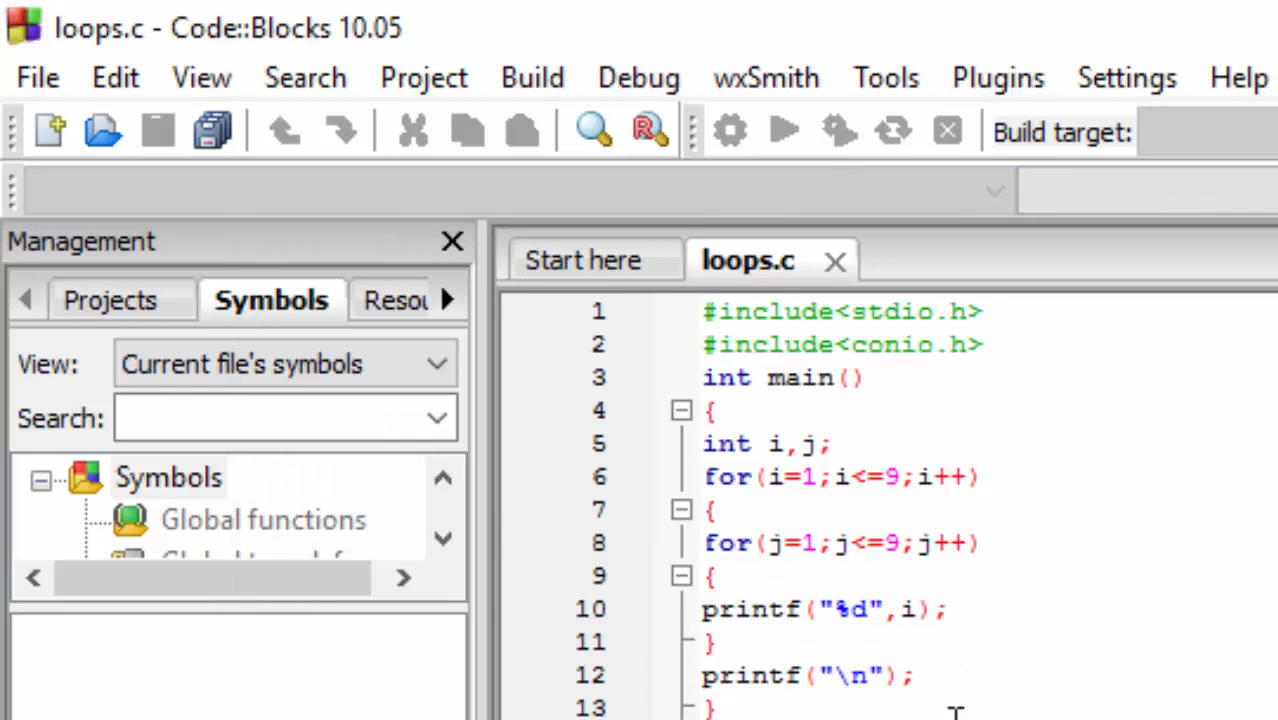 loops.c - Code::Blocks 10.05
File Edit View Search Project Build Debug wxSmith Tools Plugins Settings Help
Build target:
Management
Projects Symbols Resou
Start here loops.c
View: Current file's symbols
Search:
Symbols
Global functions
1 #include<stdio.h>
2 #include<conio.h>
3 int main()
4 {
5 int i,j;
6 for(i=1;i<=9;i++)
7 {
8 for(j=1;j<=9;j++)
9 {
10 printf("%d",i);
11 }
12 printf("\n");
13 }